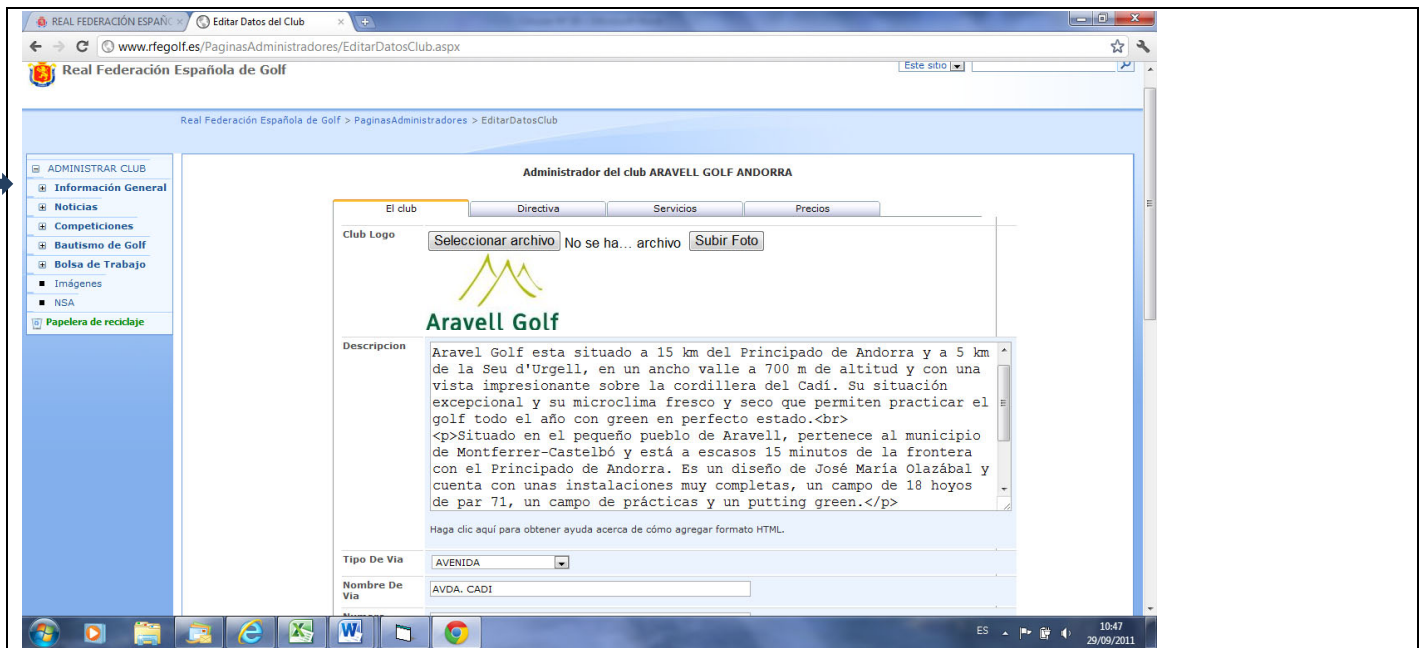 REAL FEDERACIÓN ESPAÑO
Editar Datos del Club
www.rfegolf.es/PaginasAdministradores/EditarDatosClub.aspx
Real Federación Española de Golf
Este sitio
Real Federación Española de Golf > PaginasAdministradores > EditarDatosClub
ADMINISTRAR CLUB
Información General
Noticias
Competiciones
Bautismo de Golf
Bolsa de Trabajo
Imágenes
NSA
Papelera de reciclaje
Administrador del club ARAVELL GOLF ANDORRA
El club Directiva Servicios Precios
Club Logo
Seleccionar archivo No se ha... archivo Subir Foto
Aravell Golf
Descripcion
Aravel Golf esta situado a 15 km del Principado de Andorra y a 5 km
de la Seu d'Urgell, en un ancho valle a 700 m de altitud y con una
vista impresionante sobre la cordillera del Cadí. Su situación
excepcional y su microclima fresco y seco que permiten practicar el
golf todo el año con green en perfecto estado.<br>
<p>Situado en el pequeño pueblo de Aravell, pertenece al municipio
de Montferrer-Castelbó y está a escasos 15 minutos de la frontera
con el Principado de Andorra. Es un diseño de José María Olazábal y
cuenta con unas instalaciones muy completas, un campo de 18 hoyos
de par 71, un campo de prácticas y un putting green.</p>
Haga clic aquí para obtener ayuda acerca de cómo agregar formato HTML.
Tipo De Via
AVENIDA
Nombre De
Via
AVDA. CADI
ES
10:47
29/09/2011